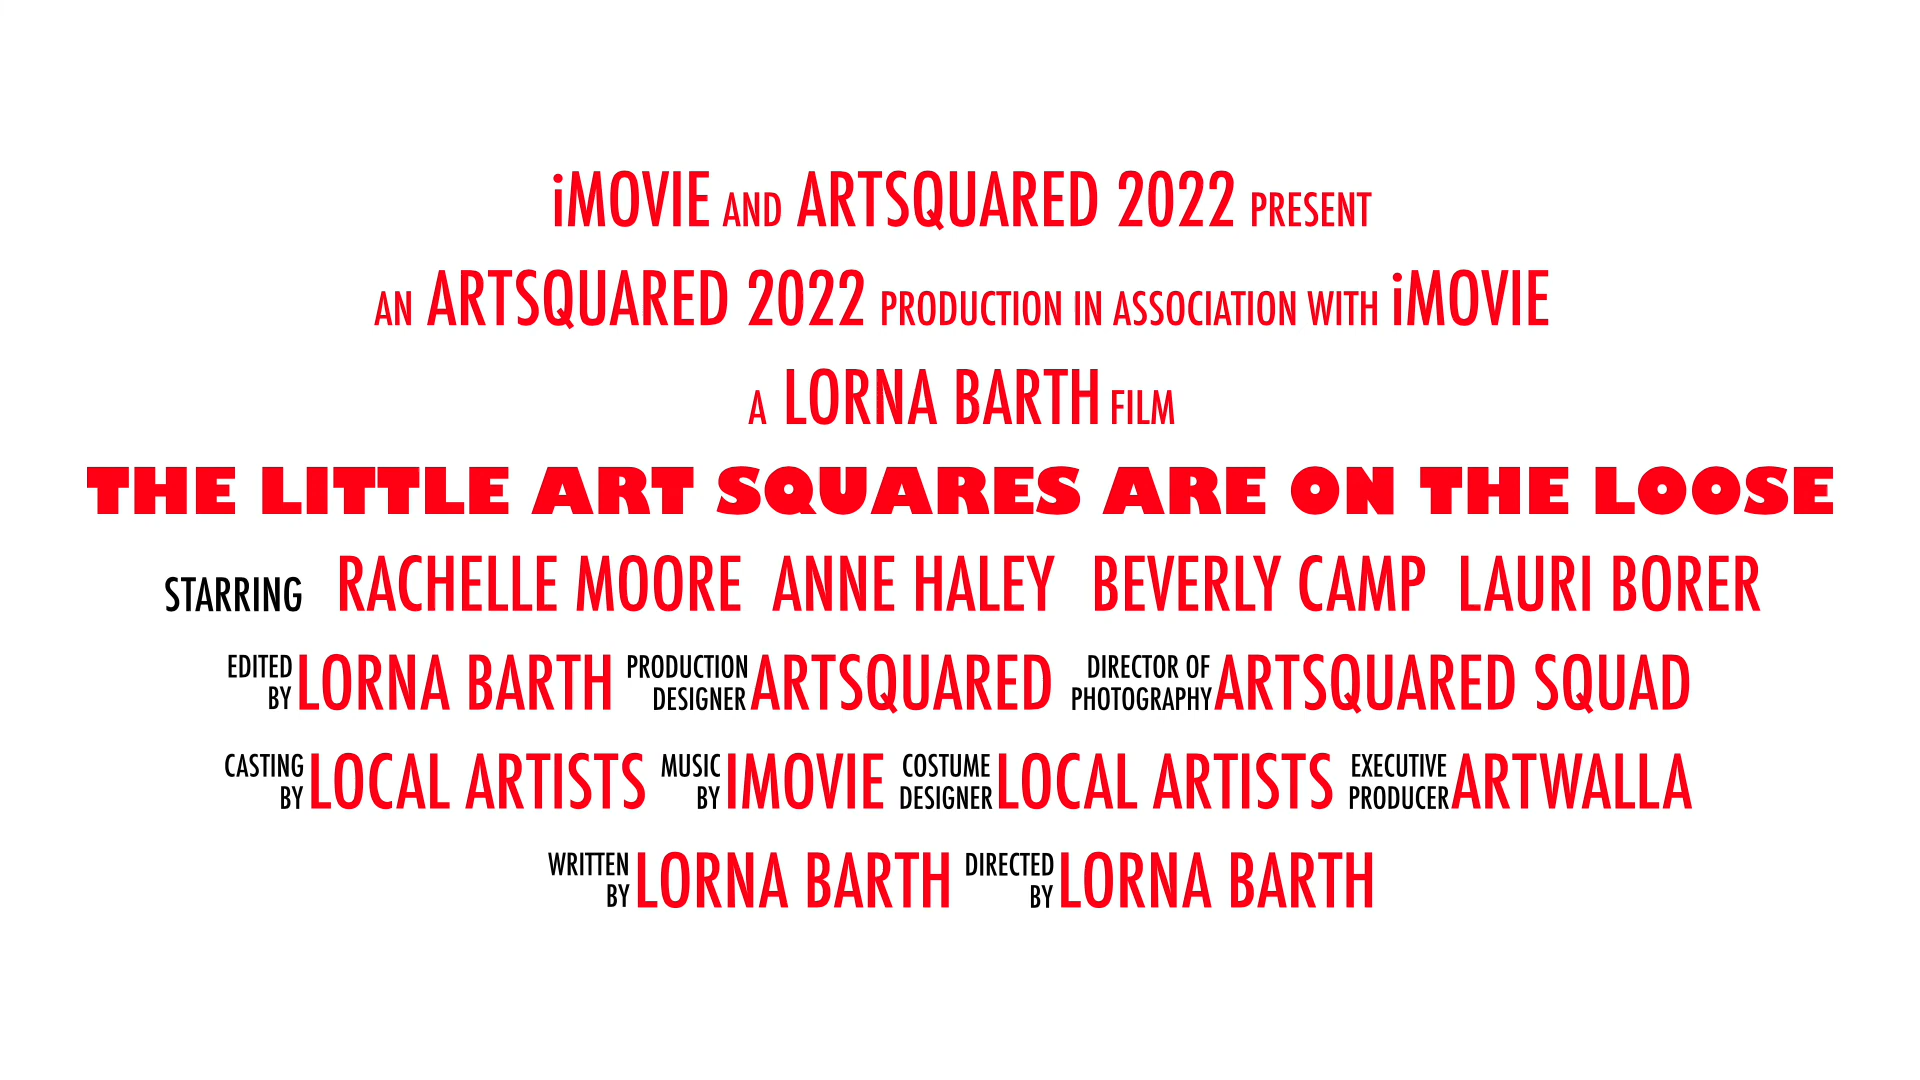 iMOVIE AND ARTSQUARED 2022 PRESENT
AN ARTSQUARED 2022 PRODUCTION IN ASSOCIATION WITH iMOVIE
A LORNA BARTH FILM
THE LITTLE ART SQUARES ARE ON THE LOOSE
STARRING RACHELLE MOORE ANNE HALEY BEVERLY CAMP LAURI BORER
EDITED BY LORNA BARTH PRODUCTION DESIGNER ARTSQUARED DIRECTOR OF PHOTOGRAPHY ARTSQUARED SQUAD
CASTING BY LOCAL ARTISTS MUSIC BY IMOVIE COSTUME DESIGNER LOCAL ARTISTS EXECUTIVE PRODUCER ARTWALLA
WRITTEN BY LORNA BARTH DIRECTED BY LORNA BARTH